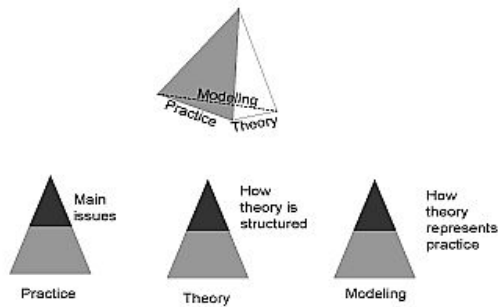 Modeling
Practice
Theory
Main
issues
How
theory is
structured
How
theory
represents
practice
Practice
Theory
Modeling